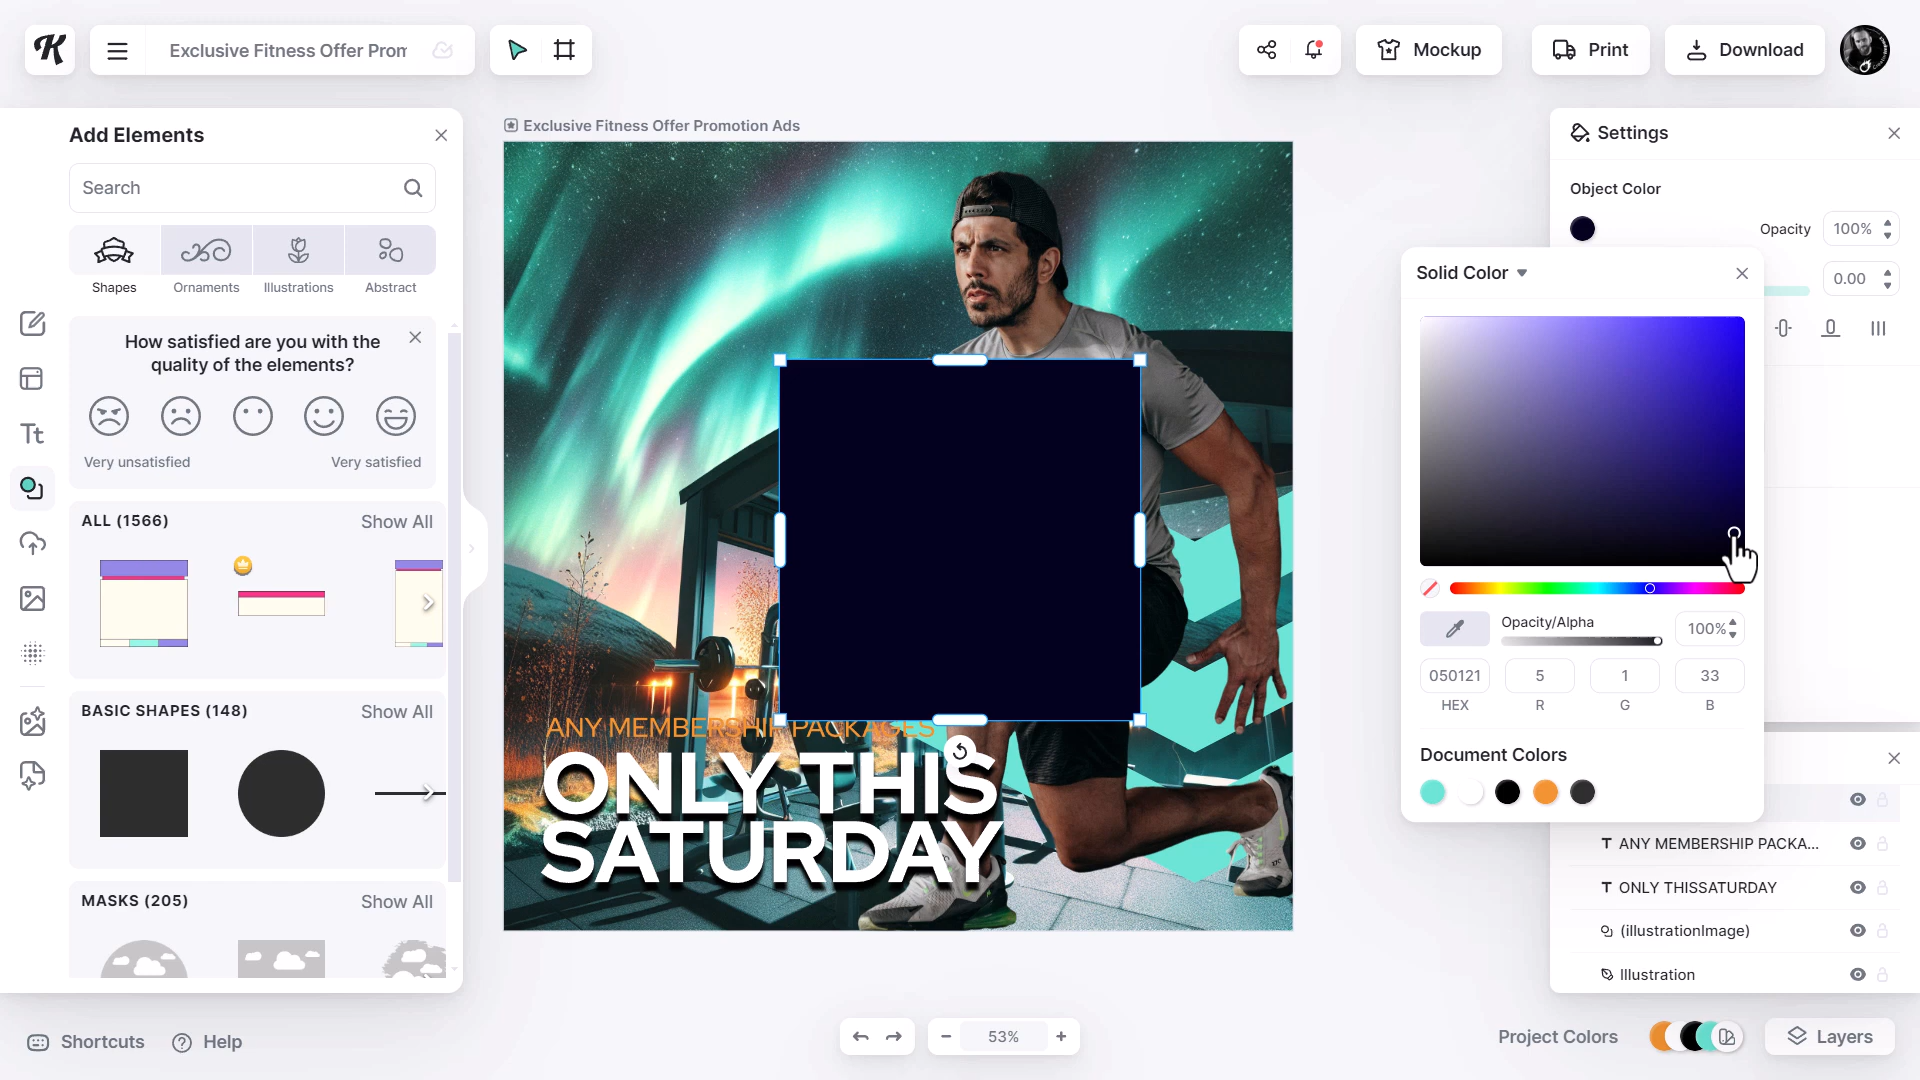 K
Exclusive Fitness Offer Prom
Mockup
Print
Download
Add Elements
Search
Shapes
Ornaments
Illustrations
Abstract
How satisfied are you with the
quality of the elements?
Very unsatisfied
Very satisfied
ALL (1566)
Show All
BASIC SHAPES (148)
Show All
MASKS (205)
Show All
Tt
Exclusive Fitness Offer Promotion Ads
ANY MEMBERSHIP PACKAGES
ONLY THIS
SATURDAY
Settings
Object Color
Opacity
100%
0.00
Solid Color
Opacity/Alpha
100%
050121
5
1
33
HEX
R
G
B
Document Colors
T ANY MEMBERSHIP PACKA...
T ONLY THISSATURDAY
(illustrationImage)
Illustration
Shortcuts
Help
53%
Project Colors
Layers